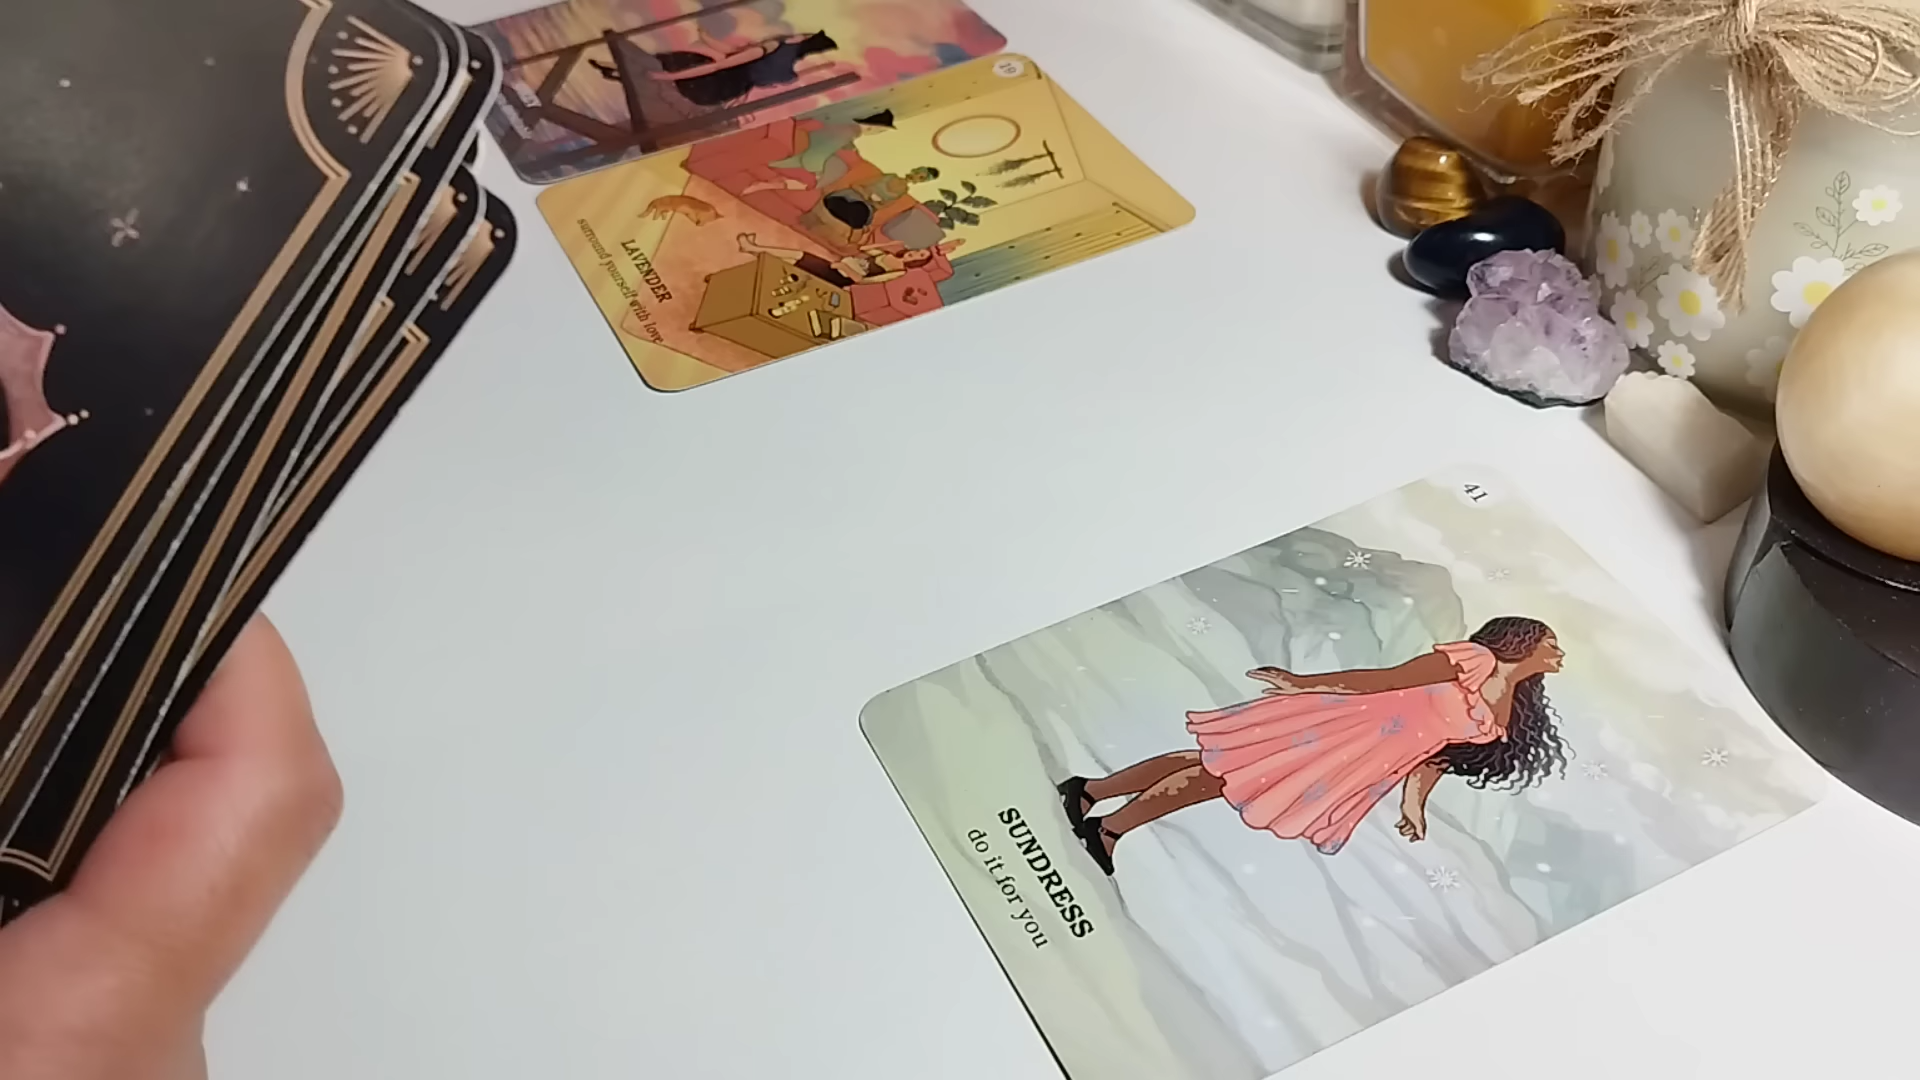 19
LAVENDER
surround yourself with love
41
SUNDRESS
do it for you